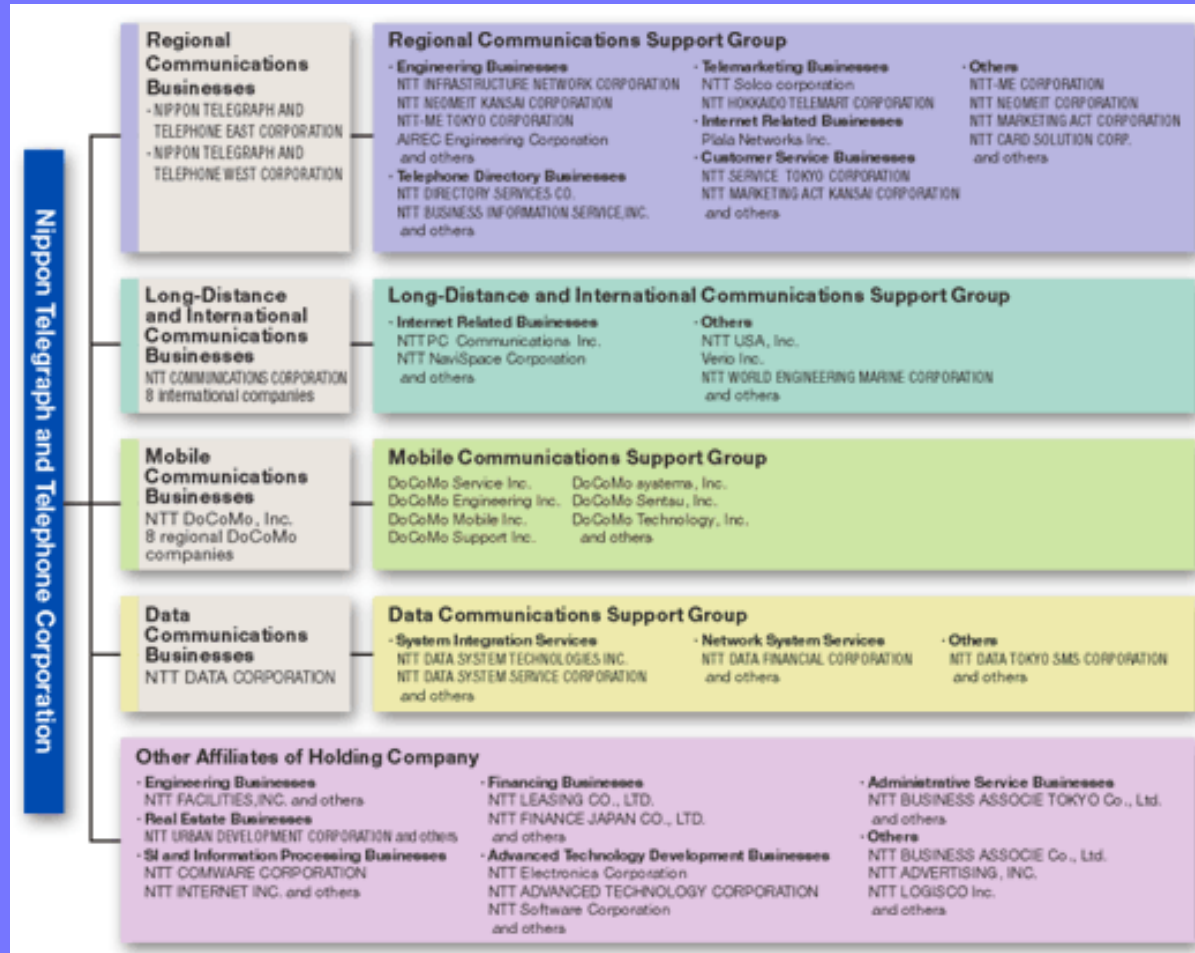 Nippon Telegraph and Telephone Corporation
Regional
Communications
Businesses
· NIPPON TELEGRAPH AND
TELEPHONE EAST CORPORATION
· NIPPON TELEGRAPH AND
TELEPHONE WEST CORPORATION
Regional Communications Support Group
· Engineering Businesses
NTT INFRASTRUCTURE NETWORK CORPORATION
NTT NEOMEIT KANSAI CORPORATION
NTT-ME TOKYO CORPORATION
AIREC Engineering Corporation
and others
· Telephone Directory Businesses
NTT DIRECTORY SERVICES CO.
NTT BUSINESS INFORMATION SERVICE,INC.
and others
· Telemarketing Businesses
NTT Solco corporation
NTT HOKKAIDO TELEMART CORPORATION
· Internet Related Businesses
Plala Networks Inc.
· Customer Service Businesses
NTT SERVICE TOKYO CORPORATION
NTT MARKETING ACT KANSAI CORPORATION
and others
· Others
NTT-ME CORPORATION
NTT NEOMEIT CORPORATION
NTT MARKETING ACT CORPORATION
NTT CARD SOLUTION CORP.
and others
Long-Distance
and International
Communications
Businesses
NTT COMMUNICATIONS CORPORATION
8 international companies
Long-Distance and International Communications Support Group
· Internet Related Businesses
NTTPC Communications Inc.
NTT NaviSpace Corporation
and others
· Others
NTT USA, Inc.
Verio Inc.
NTT WORLD ENGINEERING MARINE CORPORATION
and others
Mobile
Communications
Businesses
NTT DoCoMo, Inc.
8 regional DoCoMo
companies
Mobile Communications Support Group
DoCoMo Service Inc.
DoCoMo Engineering Inc.
DoCoMo Mobile Inc.
DoCoMo Support Inc.
DoCoMo systems, Inc.
DoCoMo Sentsu, Inc.
DoCoMo Technology, Inc.
and others
Data
Communications
Businesses
NTT DATA CORPORATION
Data Communications Support Group
· System Integration Services
NTT DATA SYSTEM TECHNOLOGIES INC.
NTT DATA SYSTEM SERVICE CORPORATION
and others
· Network System Services
NTT DATA FINANCIAL CORPORATION
and others
· Others
NTT DATA TOKYO SMS CORPORATION
and others
Other Affiliates of Holding Company
· Engineering Businesses
NTT FACILITIES,INC. and others
· Real Estate Businesses
NTT URBAN DEVELOPMENT CORPORATION and others
· SI and Information Processing Businesses
NTT COMWARE CORPORATION
NTT INTERNET INC. and others
· Financing Businesses
NTT LEASING CO., LTD.
NTT FINANCE JAPAN CO., LTD.
and others
· Advanced Technology Development Businesses
NTT Electronics Corporation
NTT ADVANCED TECHNOLOGY CORPORATION
NTT Software Corporation
and others
· Administrative Service Businesses
NTT BUSINESS ASSOCIE TOKYO Co., Ltd.
and others
· Others
NTT BUSINESS ASSOCIE Co., Ltd.
NTT ADVERTISING, INC.
NTT LOGISCO Inc.
and others